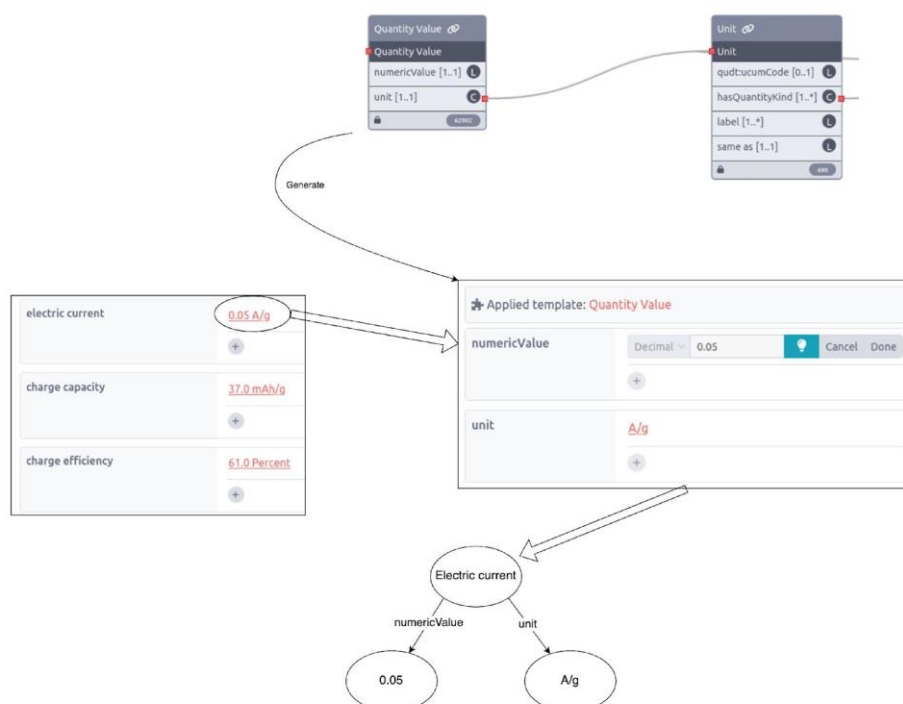 Quantity Value
Quantity Value
numericValue [1..1] L
unit [1..1] C
62902
Unit
Unit
qudt:ucumCode [0..1] L
hasQuantityKind [1..*] C
label [1..*] L
same as [1..1] L
Generate
electric current
0.05 A/g
+
charge capacity
37.0 mAh/g
+
charge efficiency
61.0 Percent
+
Applied template: Quantity Value
numericValue
Decimal 0.05 Cancel Done
+
unit
A/g
+
Electric current
numericValue
unit
0.05
A/g